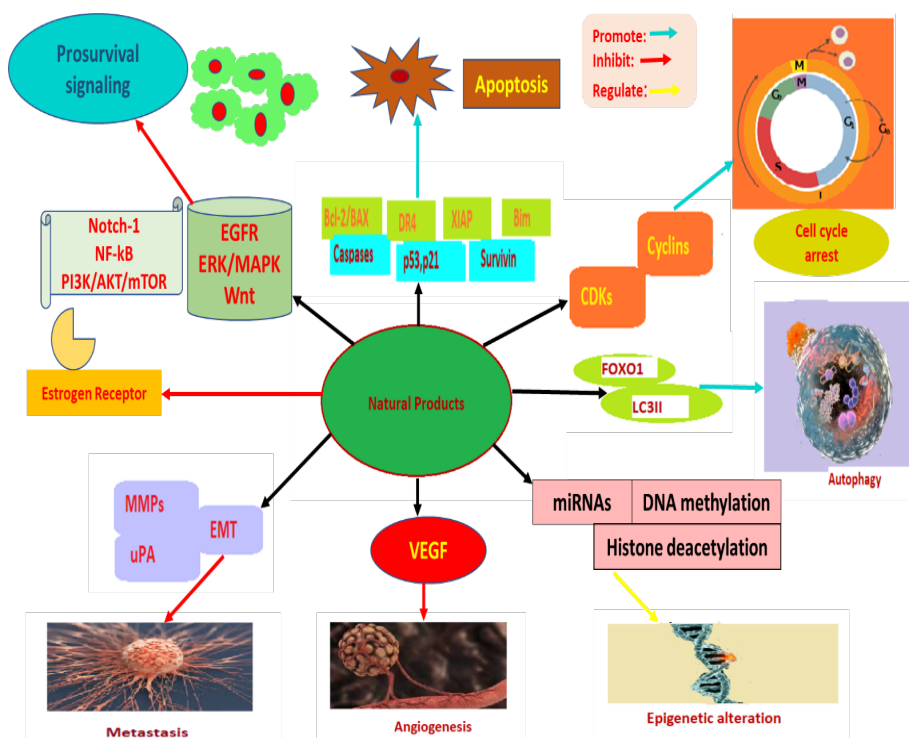 Prosurvival
signaling
Apoptosis
Promote:
Inhibit:
Regulate:
M
M
G₁
G₀
S
I
Cell cycle
arrest
Notch-1
NF-kB
PI3K/AKT/mTOR
EGFR
ERK/MAPK
Wnt
Bcl-2/BAX
DR4
XIAP
Bim
Caspases
p53,p21
Survivin
Cyclins
CDKs
Estrogen Receptor
Natural Products
FOXO1
LC3II
Autophagy
MMPs
uPA
EMT
VEGF
miRNAs
DNA methylation
Histone deacetylation
Metastasis
Angiogenesis
Epigenetic alteration